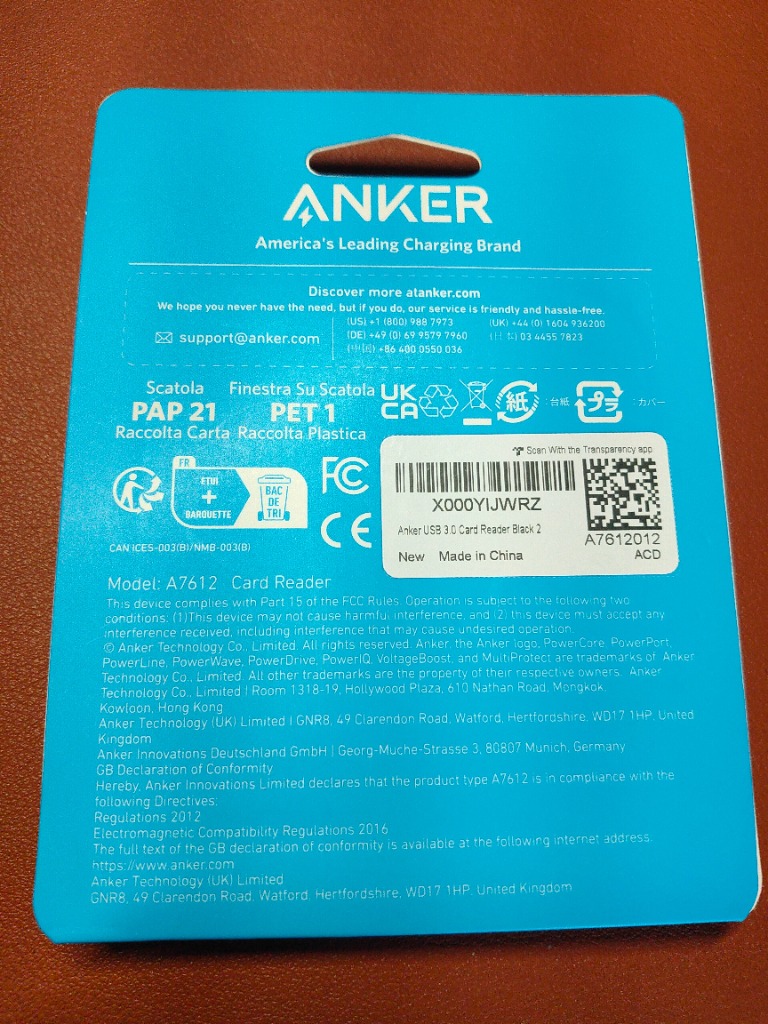 ANKER
America's Leading Charging Brand
Discover more atanker.com
We hope you never have the need, but if you do, our service is friendly and hassle-free.
support@anker.com
(US) +1 (800) 988 7973 (UK) +44 (0) 1604 936200
(DE) +49 (0) 69 9579 7960 (日本) 03 4455 7823
(中国) +86 400 0550 036
Scatola Finestra Su Scatola
PAP 21 PET 1
Raccolta Carta Raccolta Plastica
UK
CA
紙 : 台紙
プラ : カバー
FR
ETUI
+
BARQUETTE
BAC
DE
TRI
FC
CE
CAN ICES-003(B)/NMB-003(B)
Scan With the Transparency app
X000YIJWRZ
Anker USB 3.0 Card Reader Black 2
New Made in China
A7612012
ACD
Model: A7612 Card Reader
This device complies with Part 15 of the FCC Rules. Operation is subject to the following two
conditions: (1)This device may not cause harmful interference, and (2) this device must accept any
interference received, including interference that may cause undesired operation.
© Anker Technology Co., Limited. All rights reserved. Anker, the Anker logo, PowerCore, PowerPort,
PowerLine, PowerWave, PowerDrive, PowerIQ, VoltageBoost, and MultiProtect are trademarks of Anker
Technology Co., Limited. All other trademarks are the property of their respective owners. Anker
Technology Co., Limited | Room 1318-19, Hollywood Plaza, 610 Nathan Road, Mongkok,
Kowloon, Hong Kong
Anker Technology (UK) Limited | GNR8, 49 Clarendon Road, Watford, Hertfordshire, WD17 1HP, United
Kingdom
Anker Innovations Deutschland GmbH | Georg-Muche-Strasse 3, 80807 Munich, Germany
GB Declaration of Conformity
Hereby, Anker Innovations Limited declares that the product type A7612 is in compliance with the
following Directives:
Regulations 2012
Electromagnetic Compatibility Regulations 2016
The full text of the GB declaration of conformity is available at the following internet address:
https://www.anker.com
Anker Technology (UK) Limited
GNR8, 49 Clarendon Road, Watford, Hertfordshire, WD17 1HP, United Kingdom